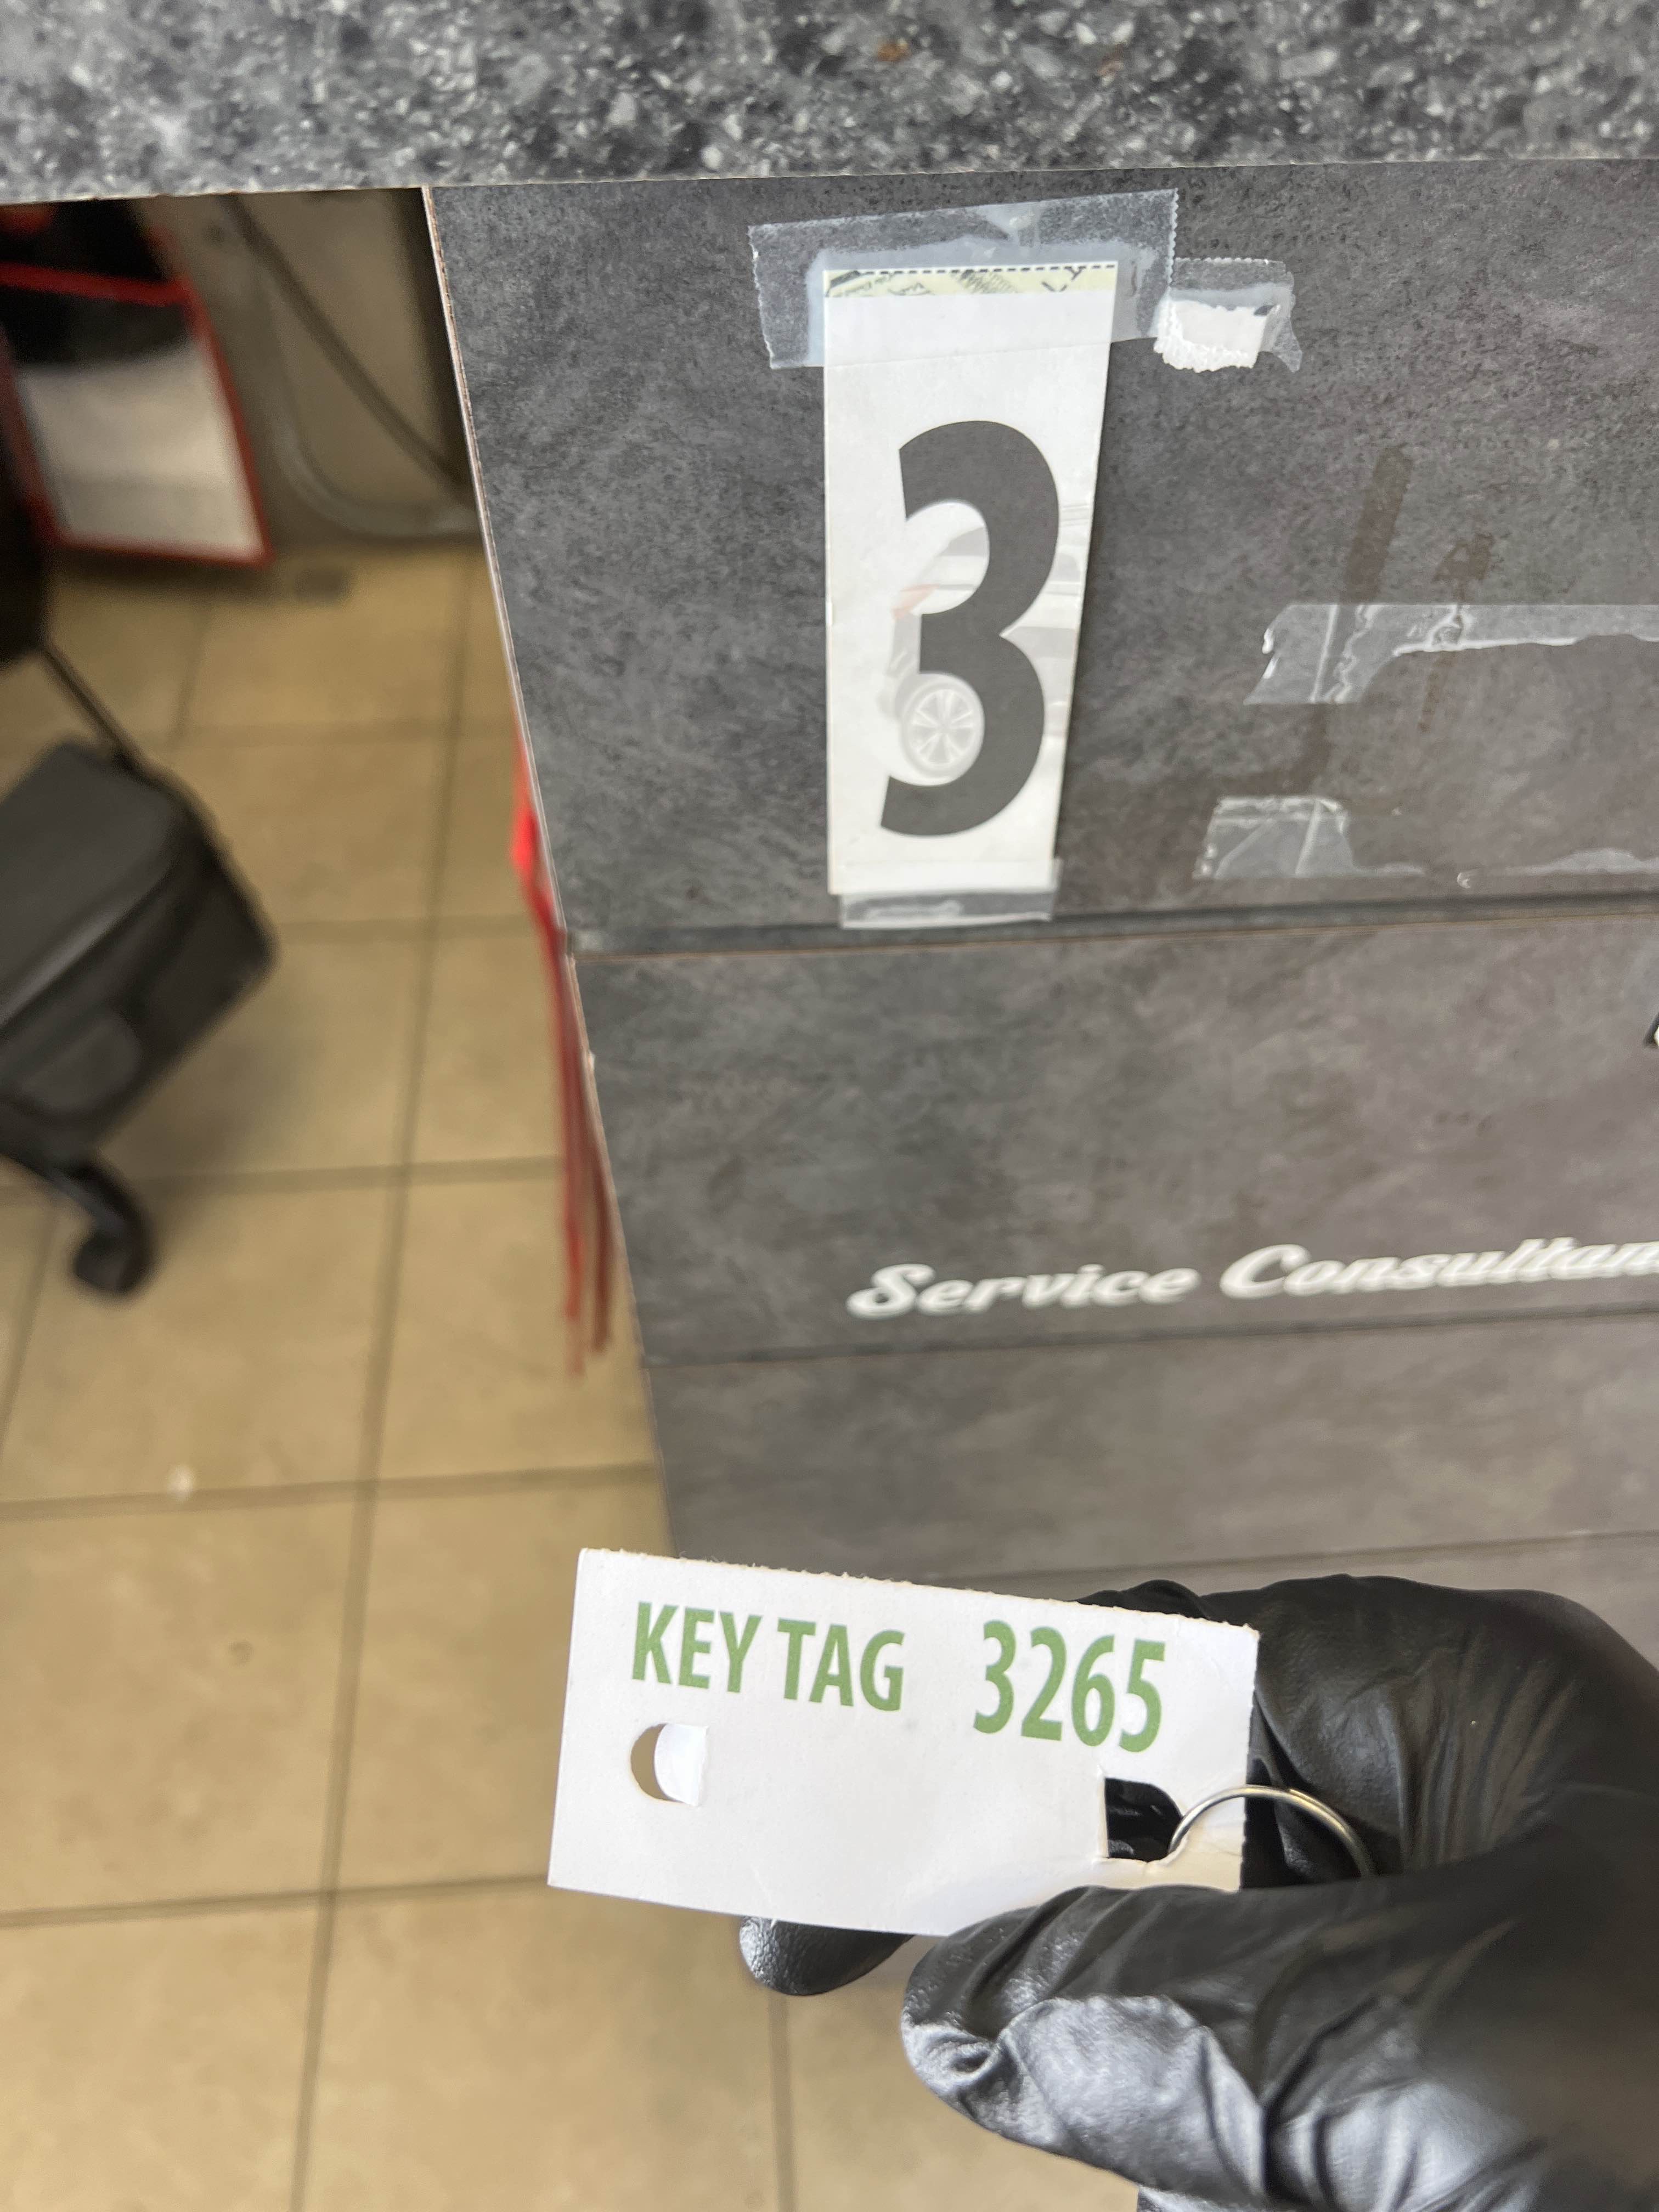 3
Service Consultan
KEY TAG 3265